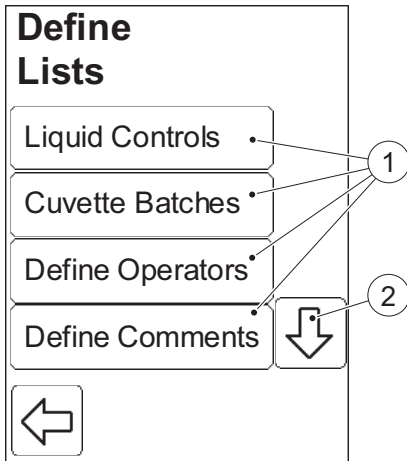 Define
Lists
Liquid Controls
1
Cuvette Batches
Define Operators
2
Define Comments